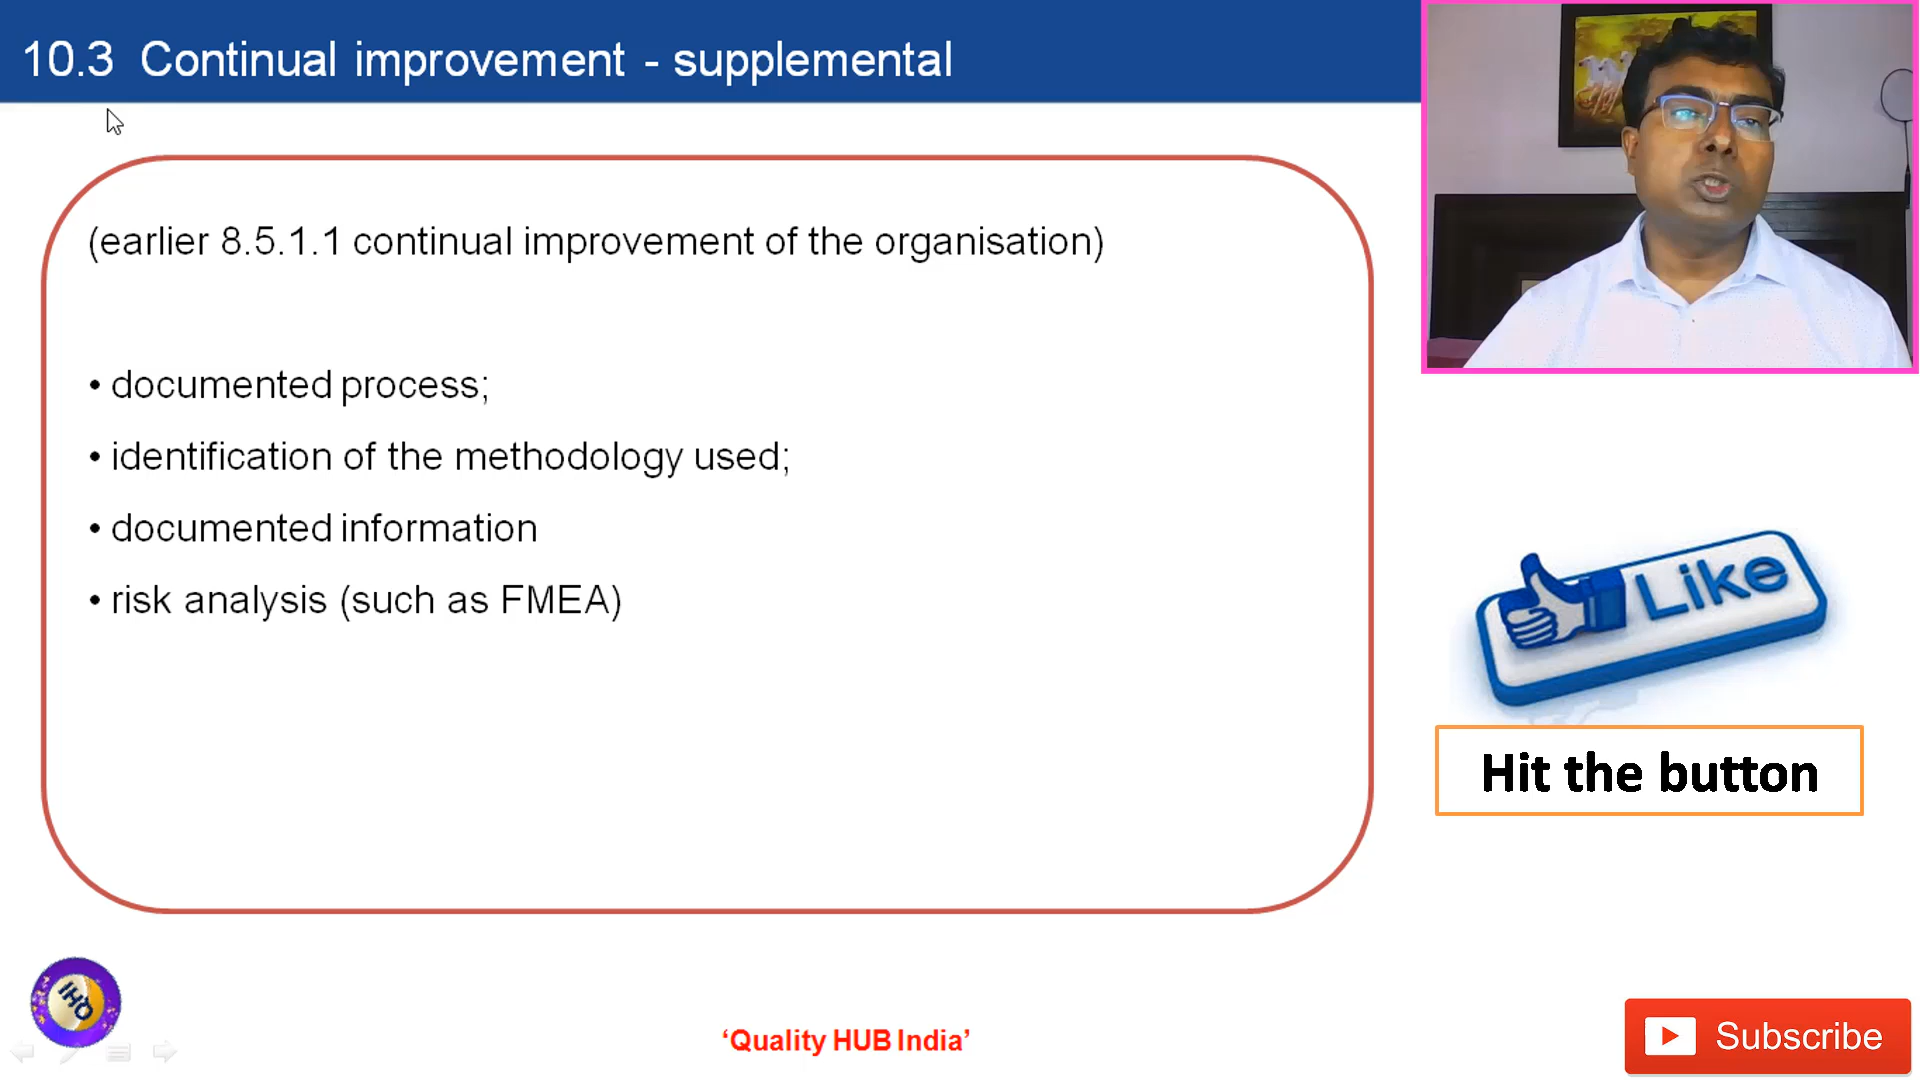 10.3 Continual improvement - supplemental
(earlier 8.5.1.1 continual improvement of the organisation)
• documented process;
• identification of the methodology used;
• documented information
• risk analysis (such as FMEA)
Like
Hit the button
QHI
‘Quality HUB India’
Subscribe